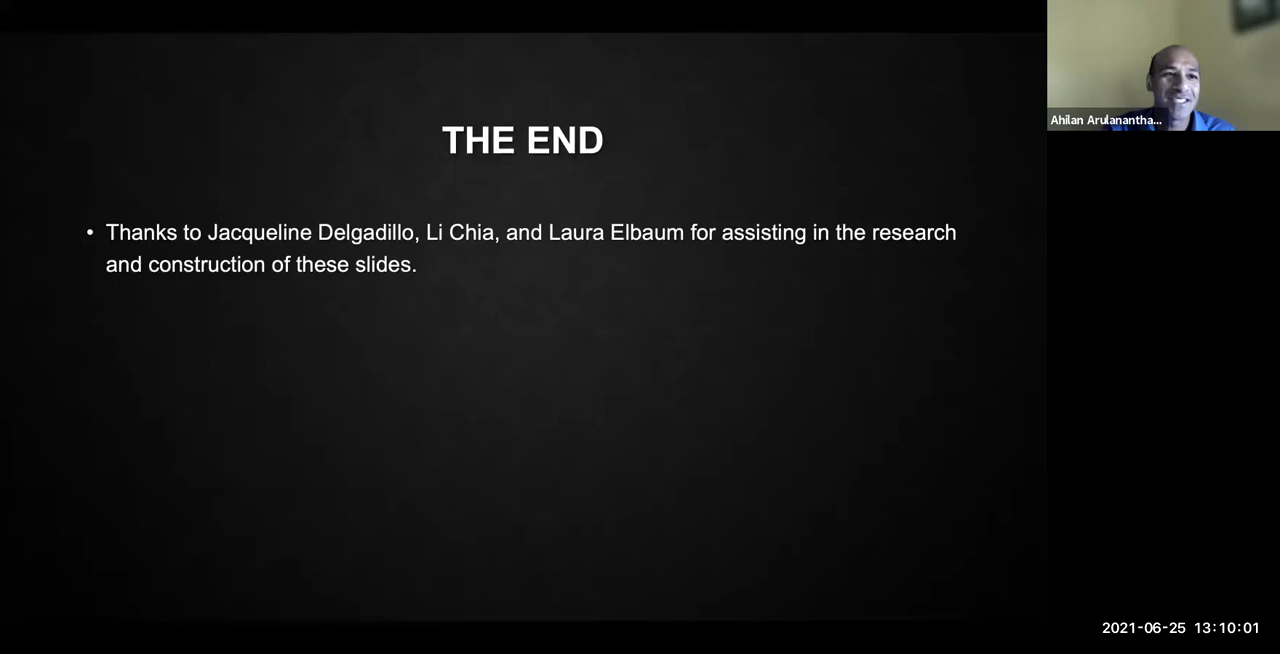 THE END
• Thanks to Jacqueline Delgadillo, Li Chia, and Laura Elbaum for assisting in the research
and construction of these slides.
Ahilan Arulanantha...
2021-06-25 13:10:01